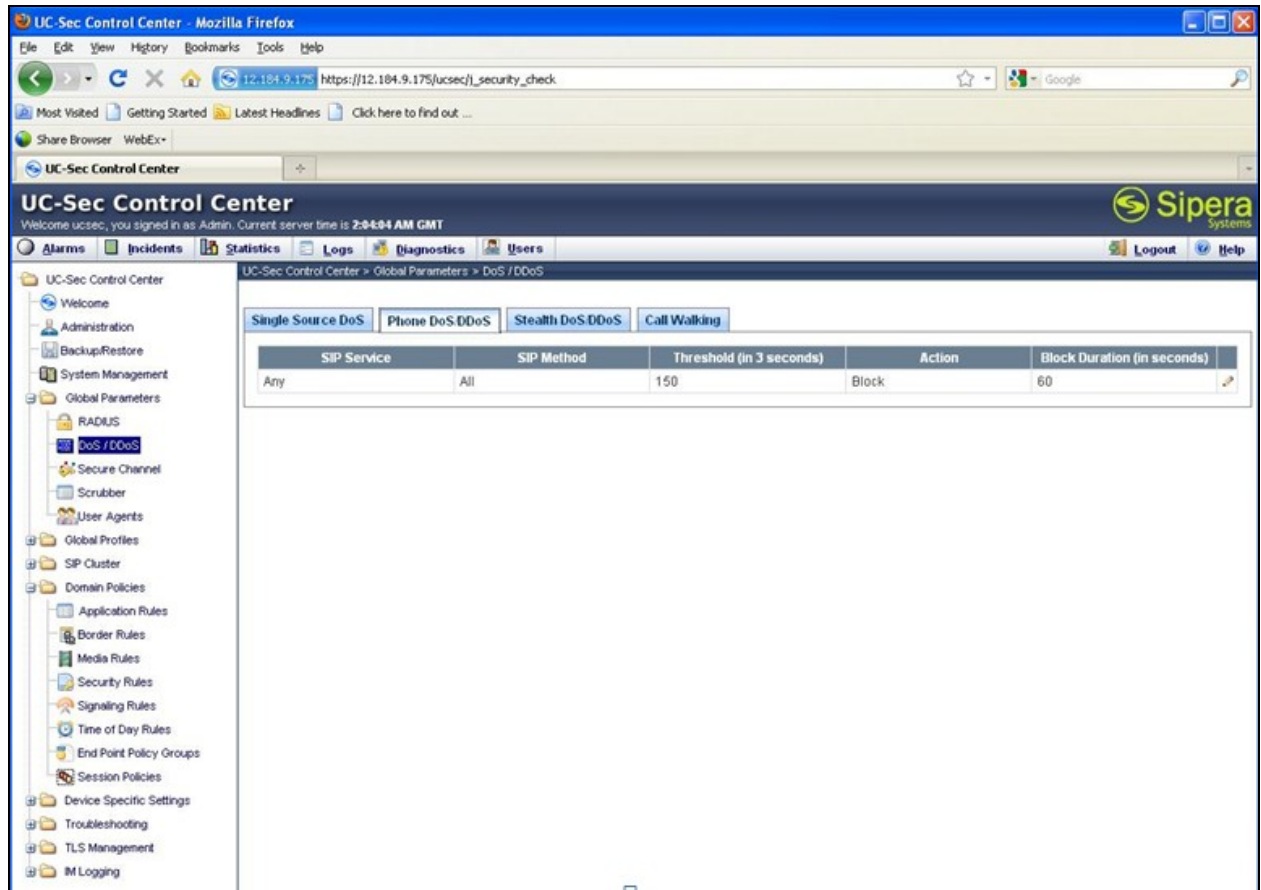 UC-Sec Control Center - Mozilla Firefox
File Edit View History Bookmarks Tools Help
12.184.9.175 https://12.184.9.175/ucsec/j_security_check
Google
Most Visited Getting Started Latest Headlines Click here to find out ...
Share Browser WebEx
UC-Sec Control Center
UC-Sec Control Center
Sipera Systems
Welcome ucsec, you signed in as Admin. Current server time is 2:04:04 AM GMT
Alarms Incidents Statistics Logs Diagnostics Users Logout Help
UC-Sec Control Center
Welcome
Administration
Backup/Restore
System Management
Global Parameters
RADIUS
DoS / DDoS
Secure Channel
Scrubber
User Agents
Global Profiles
SIP Cluster
Domain Policies
Application Rules
Border Rules
Media Rules
Security Rules
Signaling Rules
Time of Day Rules
End Point Policy Groups
Session Policies
Device Specific Settings
Troubleshooting
TLS Management
IM Logging
UC-Sec Control Center > Global Parameters > DoS / DDoS
Single Source DoS Phone DoS/DDoS Stealth DoS/DDoS Call Walking
SIP Service SIP Method Threshold (in 3 seconds) Action Block Duration (in seconds)
Any All 150 Block 60